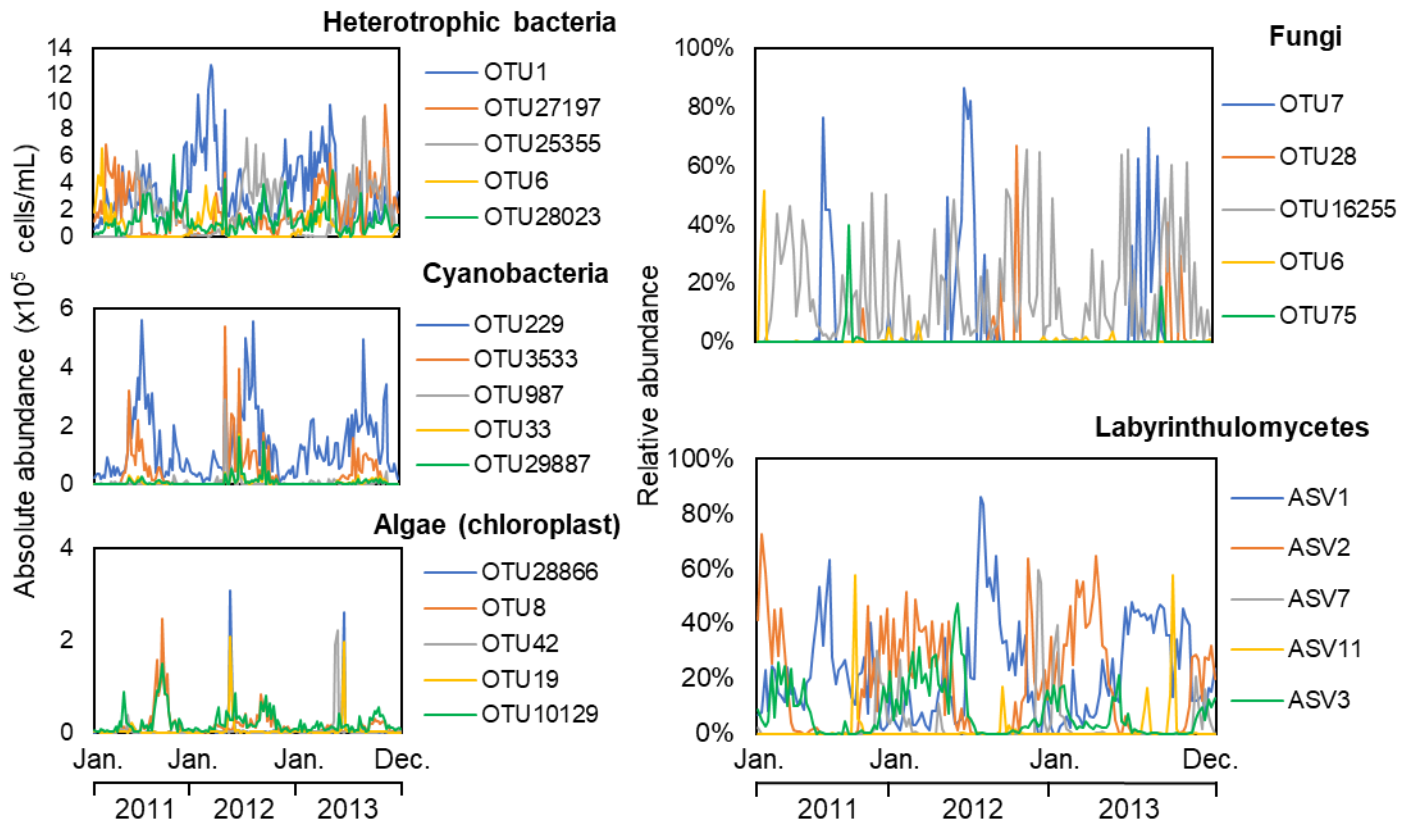 Heterotrophic bacteria
14
12
10
8
6
4
2
0
OTU1
OTU27197
OTU25355
OTU6
OTU28023
Cyanobacteria
6
4
2
0
OTU229
OTU3533
OTU987
OTU33
OTU29887
Algae (chloroplast)
4
2
0
OTU28866
OTU8
OTU42
OTU19
OTU10129
Absolute abundance (x10⁵ cells/mL)
Jan. Jan. Jan. Dec.
2011 2012 2013
Fungi
100%
80%
60%
40%
20%
0%
OTU7
OTU28
OTU16255
OTU6
OTU75
Relative abundance
Labyrinthulomycetes
100%
80%
60%
40%
20%
0%
ASV1
ASV2
ASV7
ASV11
ASV3
Jan. Jan. Jan. Dec.
2011 2012 2013